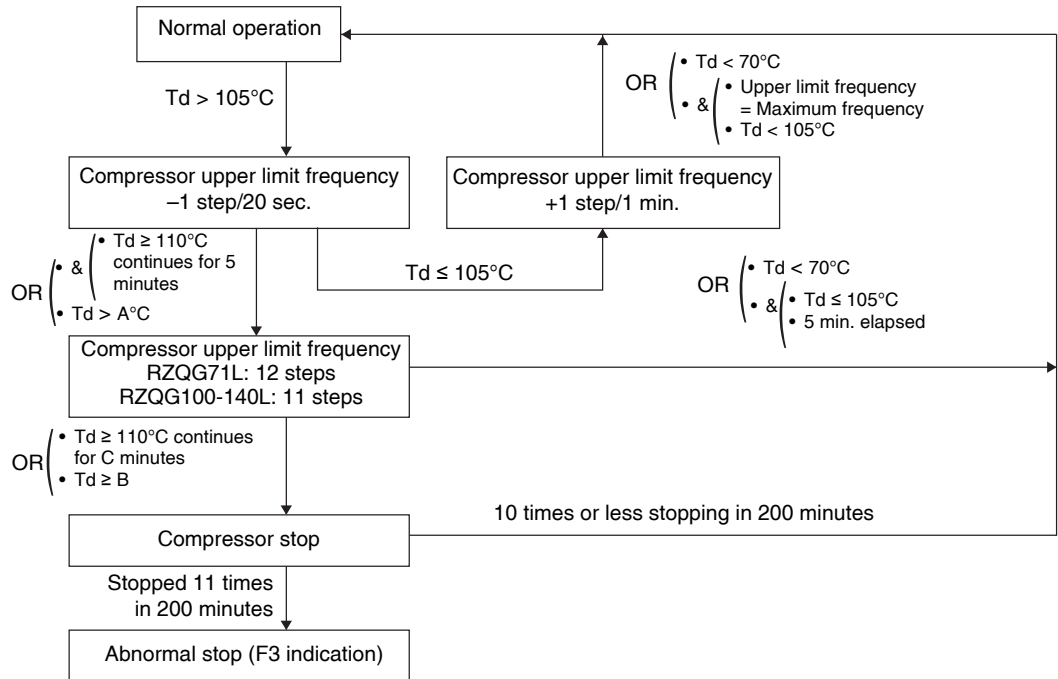 Normal operation
Td > 105°C
OR
• Td < 70°C
• &
• Upper limit frequency
= Maximum frequency
• Td < 105°C
Compressor upper limit frequency
–1 step/20 sec.
Compressor upper limit frequency
+1 step/1 min.
OR
• &
• Td ≥ 110°C
continues for 5
minutes
• Td > A°C
Td ≤ 105°C
OR
• Td < 70°C
• &
• Td ≤ 105°C
• 5 min. elapsed
Compressor upper limit frequency
RZQG71L: 12 steps
RZQG100-140L: 11 steps
OR
• Td ≥ 110°C continues
for C minutes
• Td ≥ B
10 times or less stopping in 200 minutes
Compressor stop
Stopped 11 times
in 200 minutes
Abnormal stop (F3 indication)